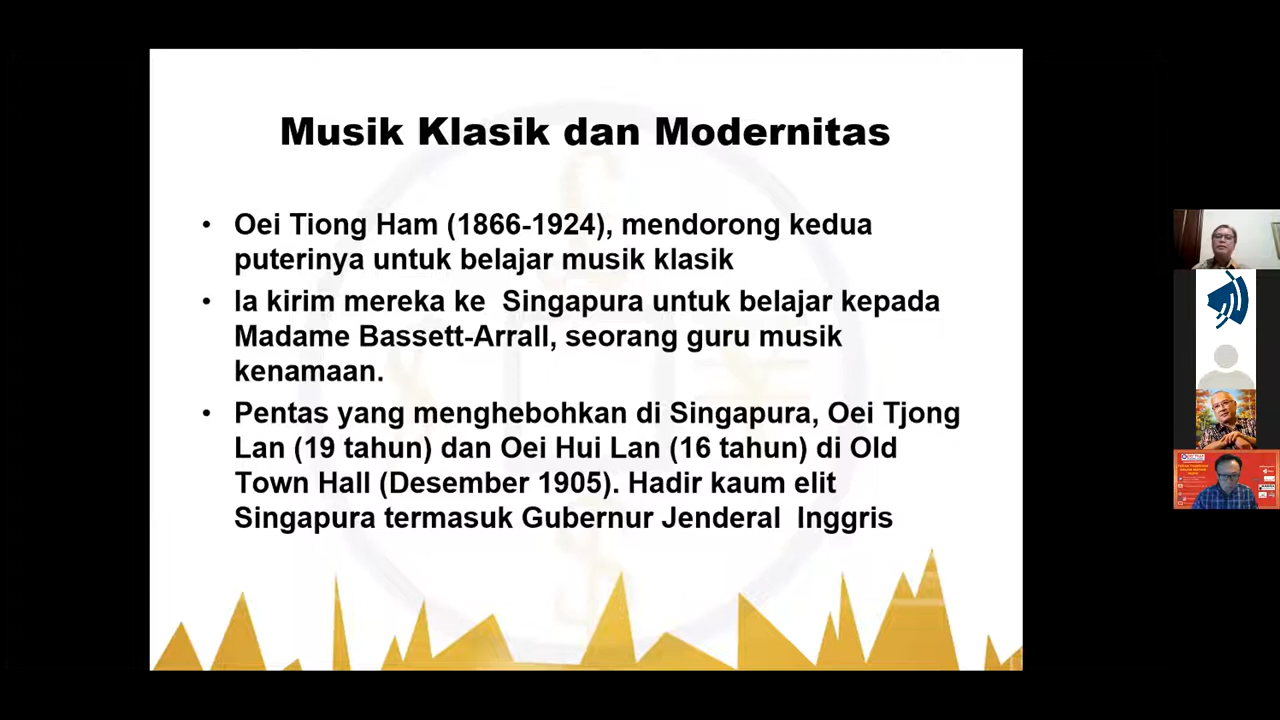 Musik Klasik dan Modernitas
• Oei Tiong Ham (1866-1924), mendorong kedua
puterinya untuk belajar musik klasik
• Ia kirim mereka ke Singapura untuk belajar kepada
Madame Bassett-Arrall, seorang guru musik
kenamaan.
• Pentas yang menghebohkan di Singapura, Oei Tjong
Lan (19 tahun) dan Oei Hui Lan (16 tahun) di Old
Town Hall (Desember 1905). Hadir kaum elit
Singapura termasuk Gubernur Jenderal Inggris